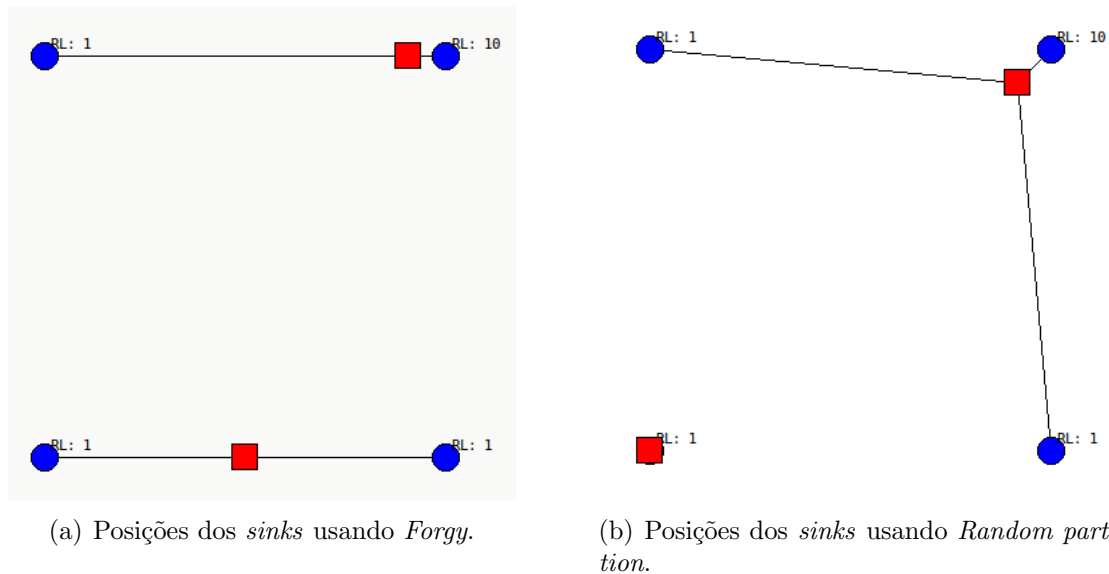 RL: 1
RL: 10
RL: 1
RL: 1
(a) Posições dos sinks usando Forgy.
RL: 1
RL: 10
RL: 1
RL: 1
(b) Posições dos sinks usando Random part
tion.